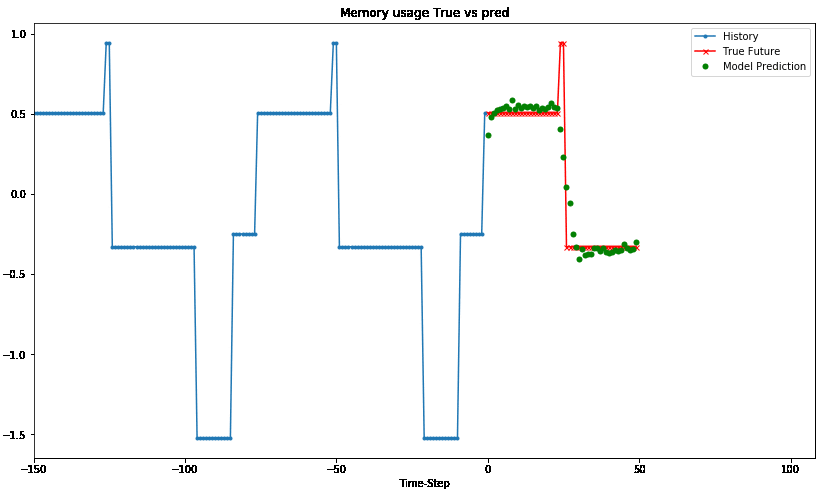 Memory usage True vs pred
History
True Future
Model Prediction
1.0
0.5
0.0
−0.5
−1.0
−1.5
−150
−100
−50
0
50
100
Time-Step